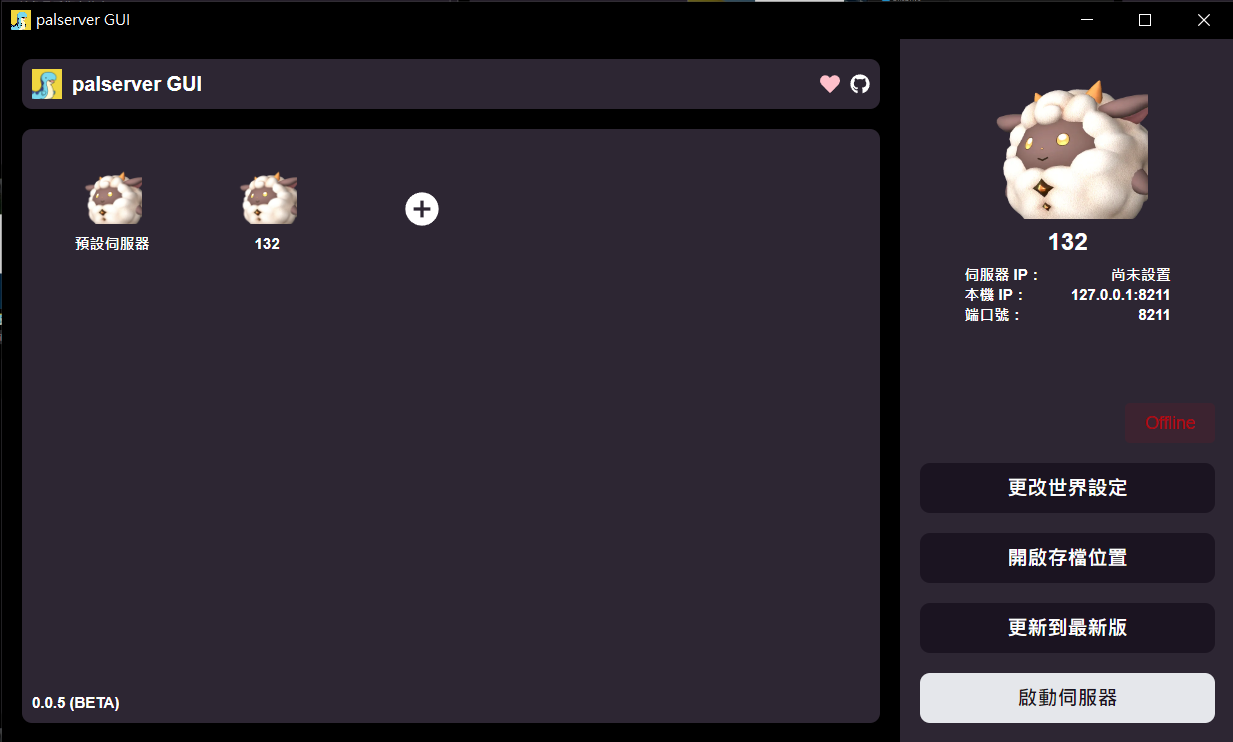 palserver GUI
palserver GUI
預設伺服器
132
0.0.5 (BETA)
132
伺服器 IP： 尚未設置
本機 IP： 127.0.0.1:8211
端口號： 8211
Offline
更改世界設定
開啟存檔位置
更新到最新版
啟動伺服器